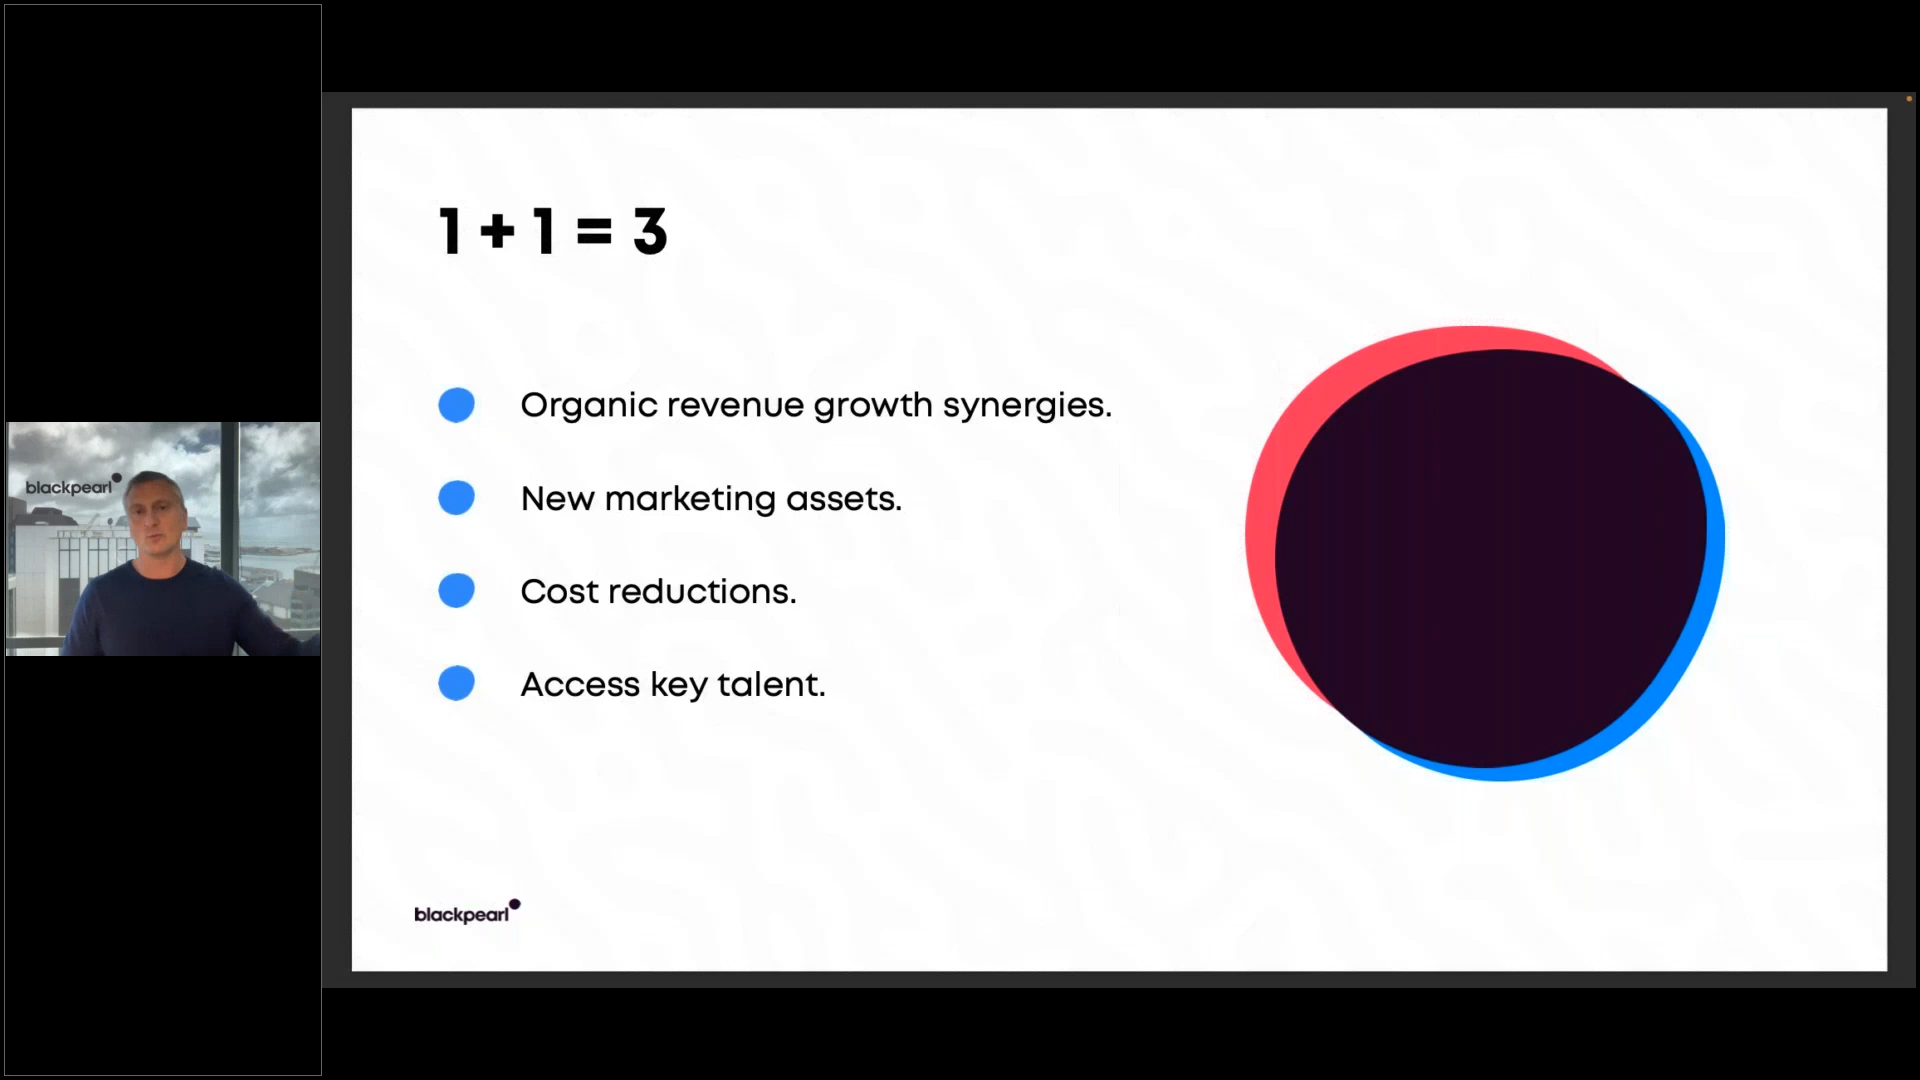 blackpearl
1 + 1 = 3
Organic revenue growth synergies.
New marketing assets.
Cost reductions.
Access key talent.
blackpearl